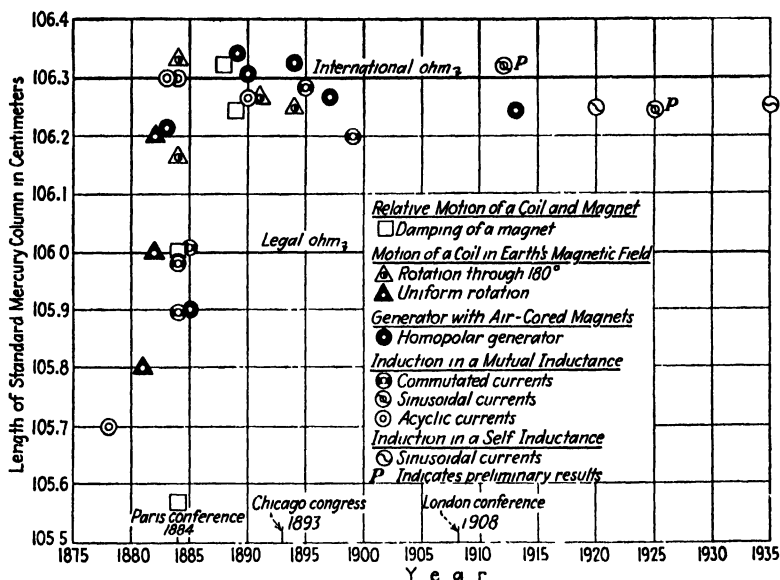 Length of Standard Mercury Column in Centimeters
106.4
106.3
106.2
106.1
106.0
105.9
105.8
105.7
105.6
105 5
International ohm
Legal ohm
Relative Motion of a Coil and Magnet
Damping of a magnet
Motion of a Coil in Earth's Magnetic Field
Rotation through 180°
Uniform rotation
Generator with Air-Cored Magnets
Homopolar generator
Induction in a Mutual Inductance
Commutated currents
Sinusoidal currents
Acyclic currents
Induction in a Self Inductance
Sinusoidal currents
P Indicates preliminary results
P
P
Paris conference
1884
Chicago congress
1893
London conference
1908
1875 1880 1885 1890 1895 1900 1905 1910 1915 1920 1925 1930 1935
Year